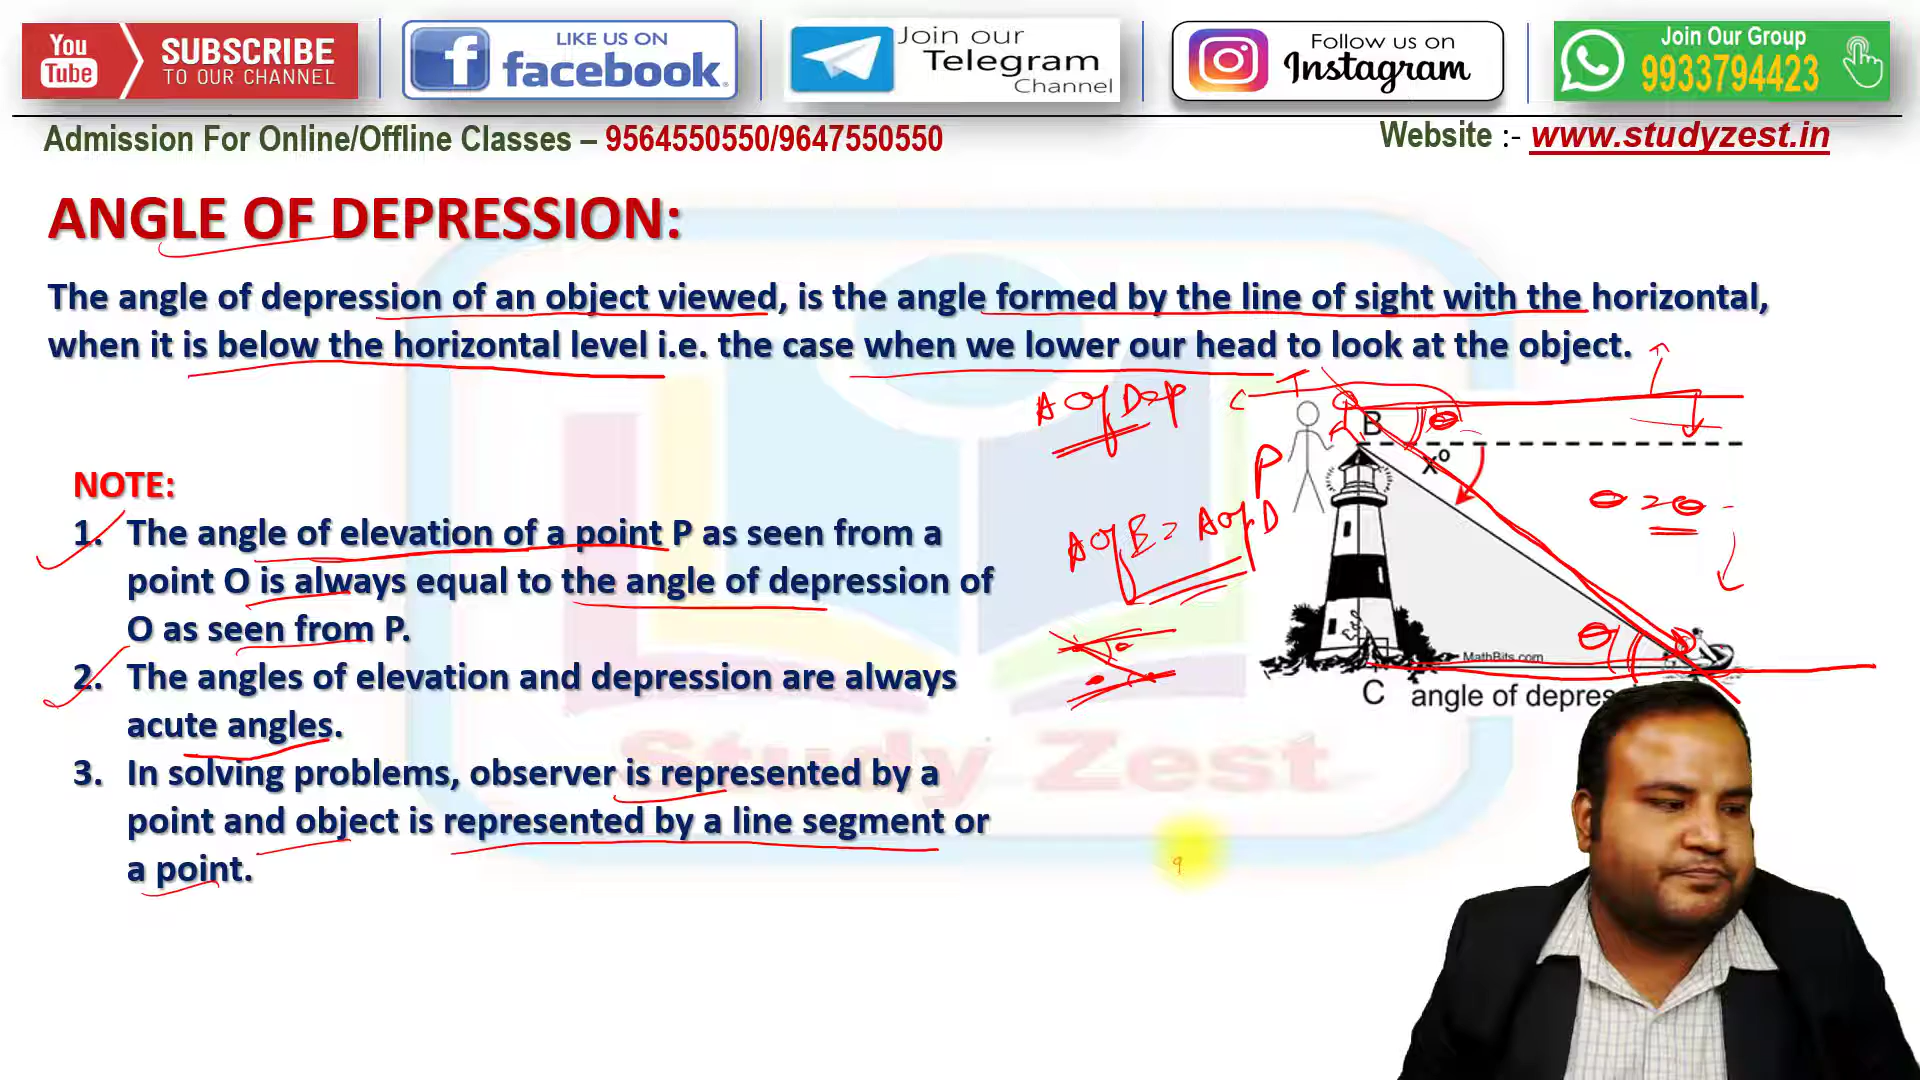 You Tube
SUBSCRIBE
TO OUR CHANNEL
LIKE US ON
facebook
Join our
Telegram
Channel
Follow us on
Instagram
Join Our Group
9933794423
Admission For Online/Offline Classes – 9564550550/9647550550
Website :- www.studyzest.in
ANGLE OF DEPRESSION:
The angle of depression of an object viewed, is the angle formed by the line of sight with the horizontal,
when it is below the horizontal level i.e. the case when we lower our head to look at the object.
A of Dep
B
θ
x°
P
θ = θ
NOTE:
1. The angle of elevation of a point P as seen from a
point O is always equal to the angle of depression of
O as seen from P.
A of E = A of D
2. The angles of elevation and depression are always
acute angles.
θ
MathBits.com
C angle of depres
3. In solving problems, observer is represented by a
point and object is represented by a line segment or
a point.
Study Zest